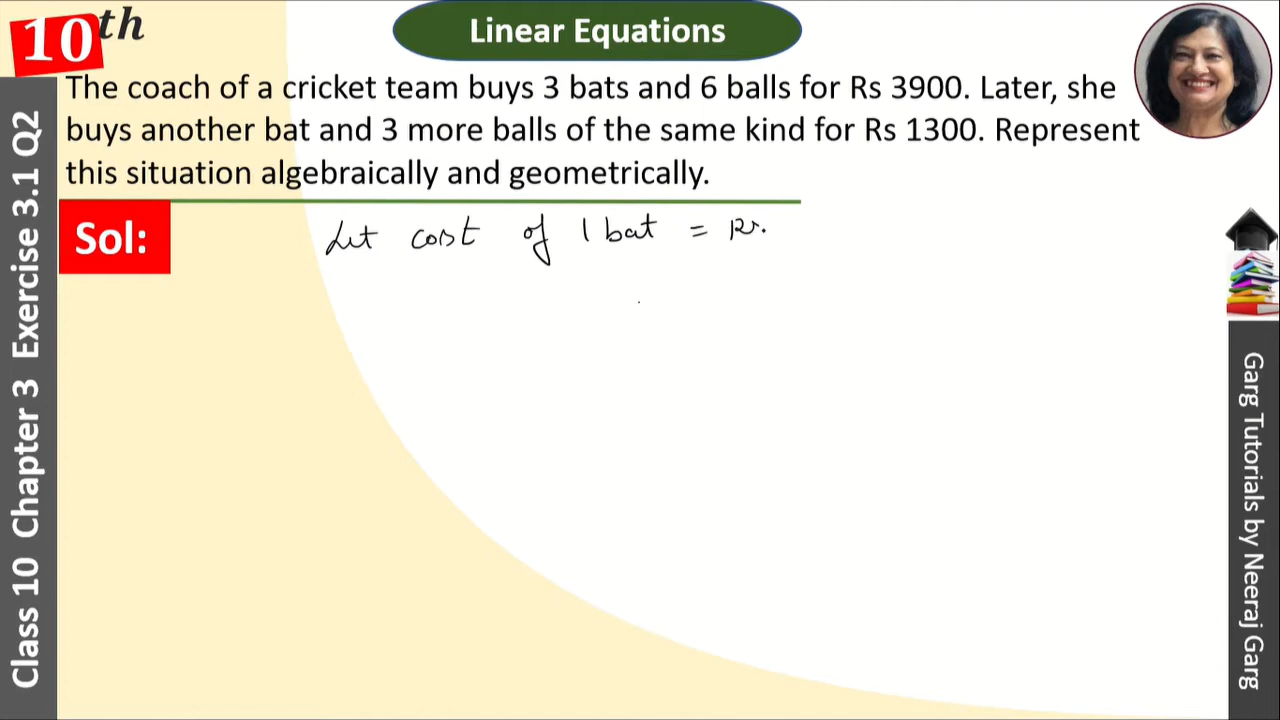 10th
Linear Equations
The coach of a cricket team buys 3 bats and 6 balls for Rs 3900. Later, she
buys another bat and 3 more balls of the same kind for Rs 1300. Represent
this situation algebraically and geometrically.
Sol:
Let cost of 1 bat = Rs.
Class 10 Chapter 3 Exercise 3.1 Q2
Garg Tutorials by Neeraj Garg